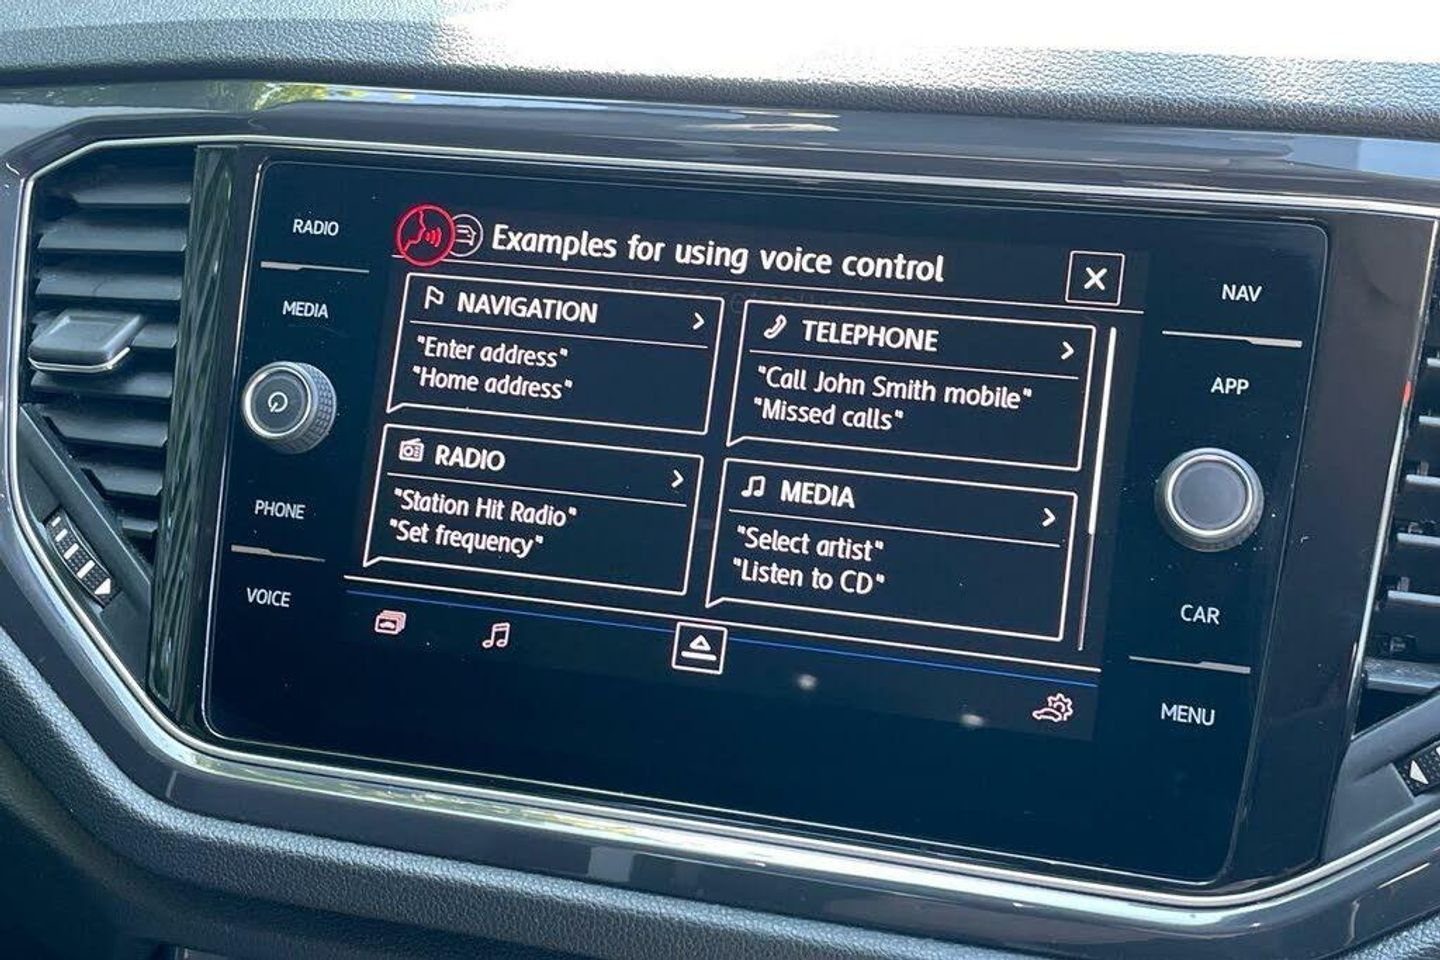 RADIO
MEDIA
PHONE
VOICE
Examples for using voice control
NAVIGATION
"Enter address"
"Home address"
TELEPHONE
"Call John Smith mobile"
"Missed calls"
RADIO
"Station Hit Radio"
"Set frequency"
MEDIA
"Select artist"
"Listen to CD"
NAV
APP
CAR
MENU